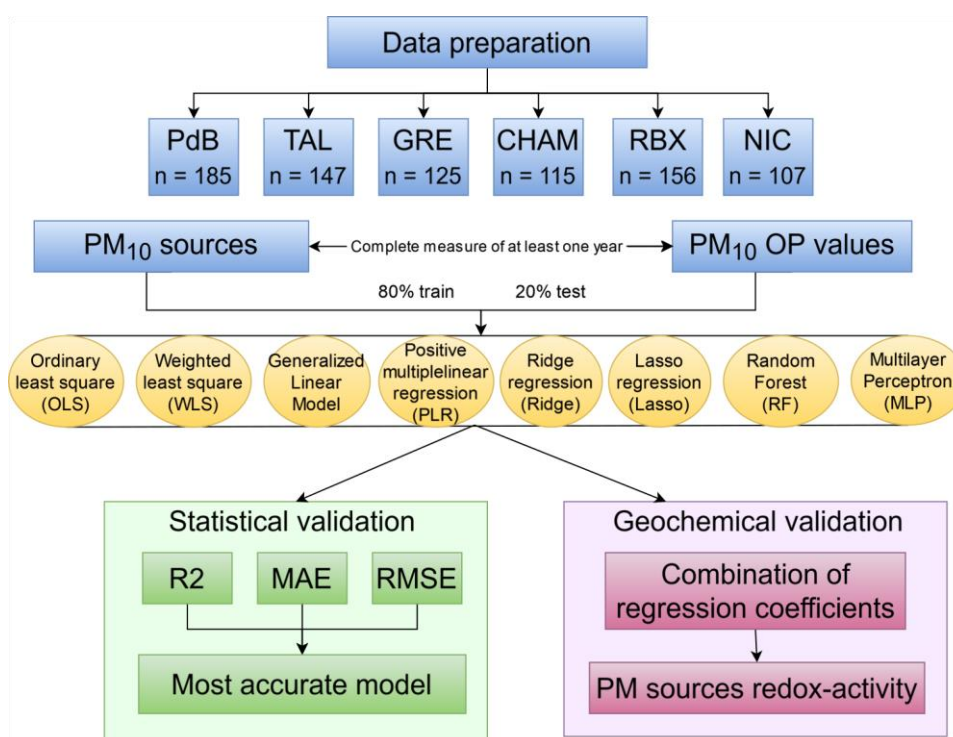 Data preparation
PdB
n = 185
TAL
n = 147
GRE
n = 125
CHAM
n = 115
RBX
n = 156
NIC
n = 107
PM10 sources
Complete measure of at least one year
PM10 OP values
80% train
20% test
Ordinary
least square
(OLS)
Weighted
least square
(WLS)
Generalized
Linear
Model
Positive
multiplelinear
regression
(PLR)
Ridge
regression
(Ridge)
Lasso
regression
(Lasso)
Random
Forest
(RF)
Multilayer
Perceptron
(MLP)
Statistical validation
R2
MAE
RMSE
Most accurate model
Geochemical validation
Combination of
regression coefficients
PM sources redox-activity